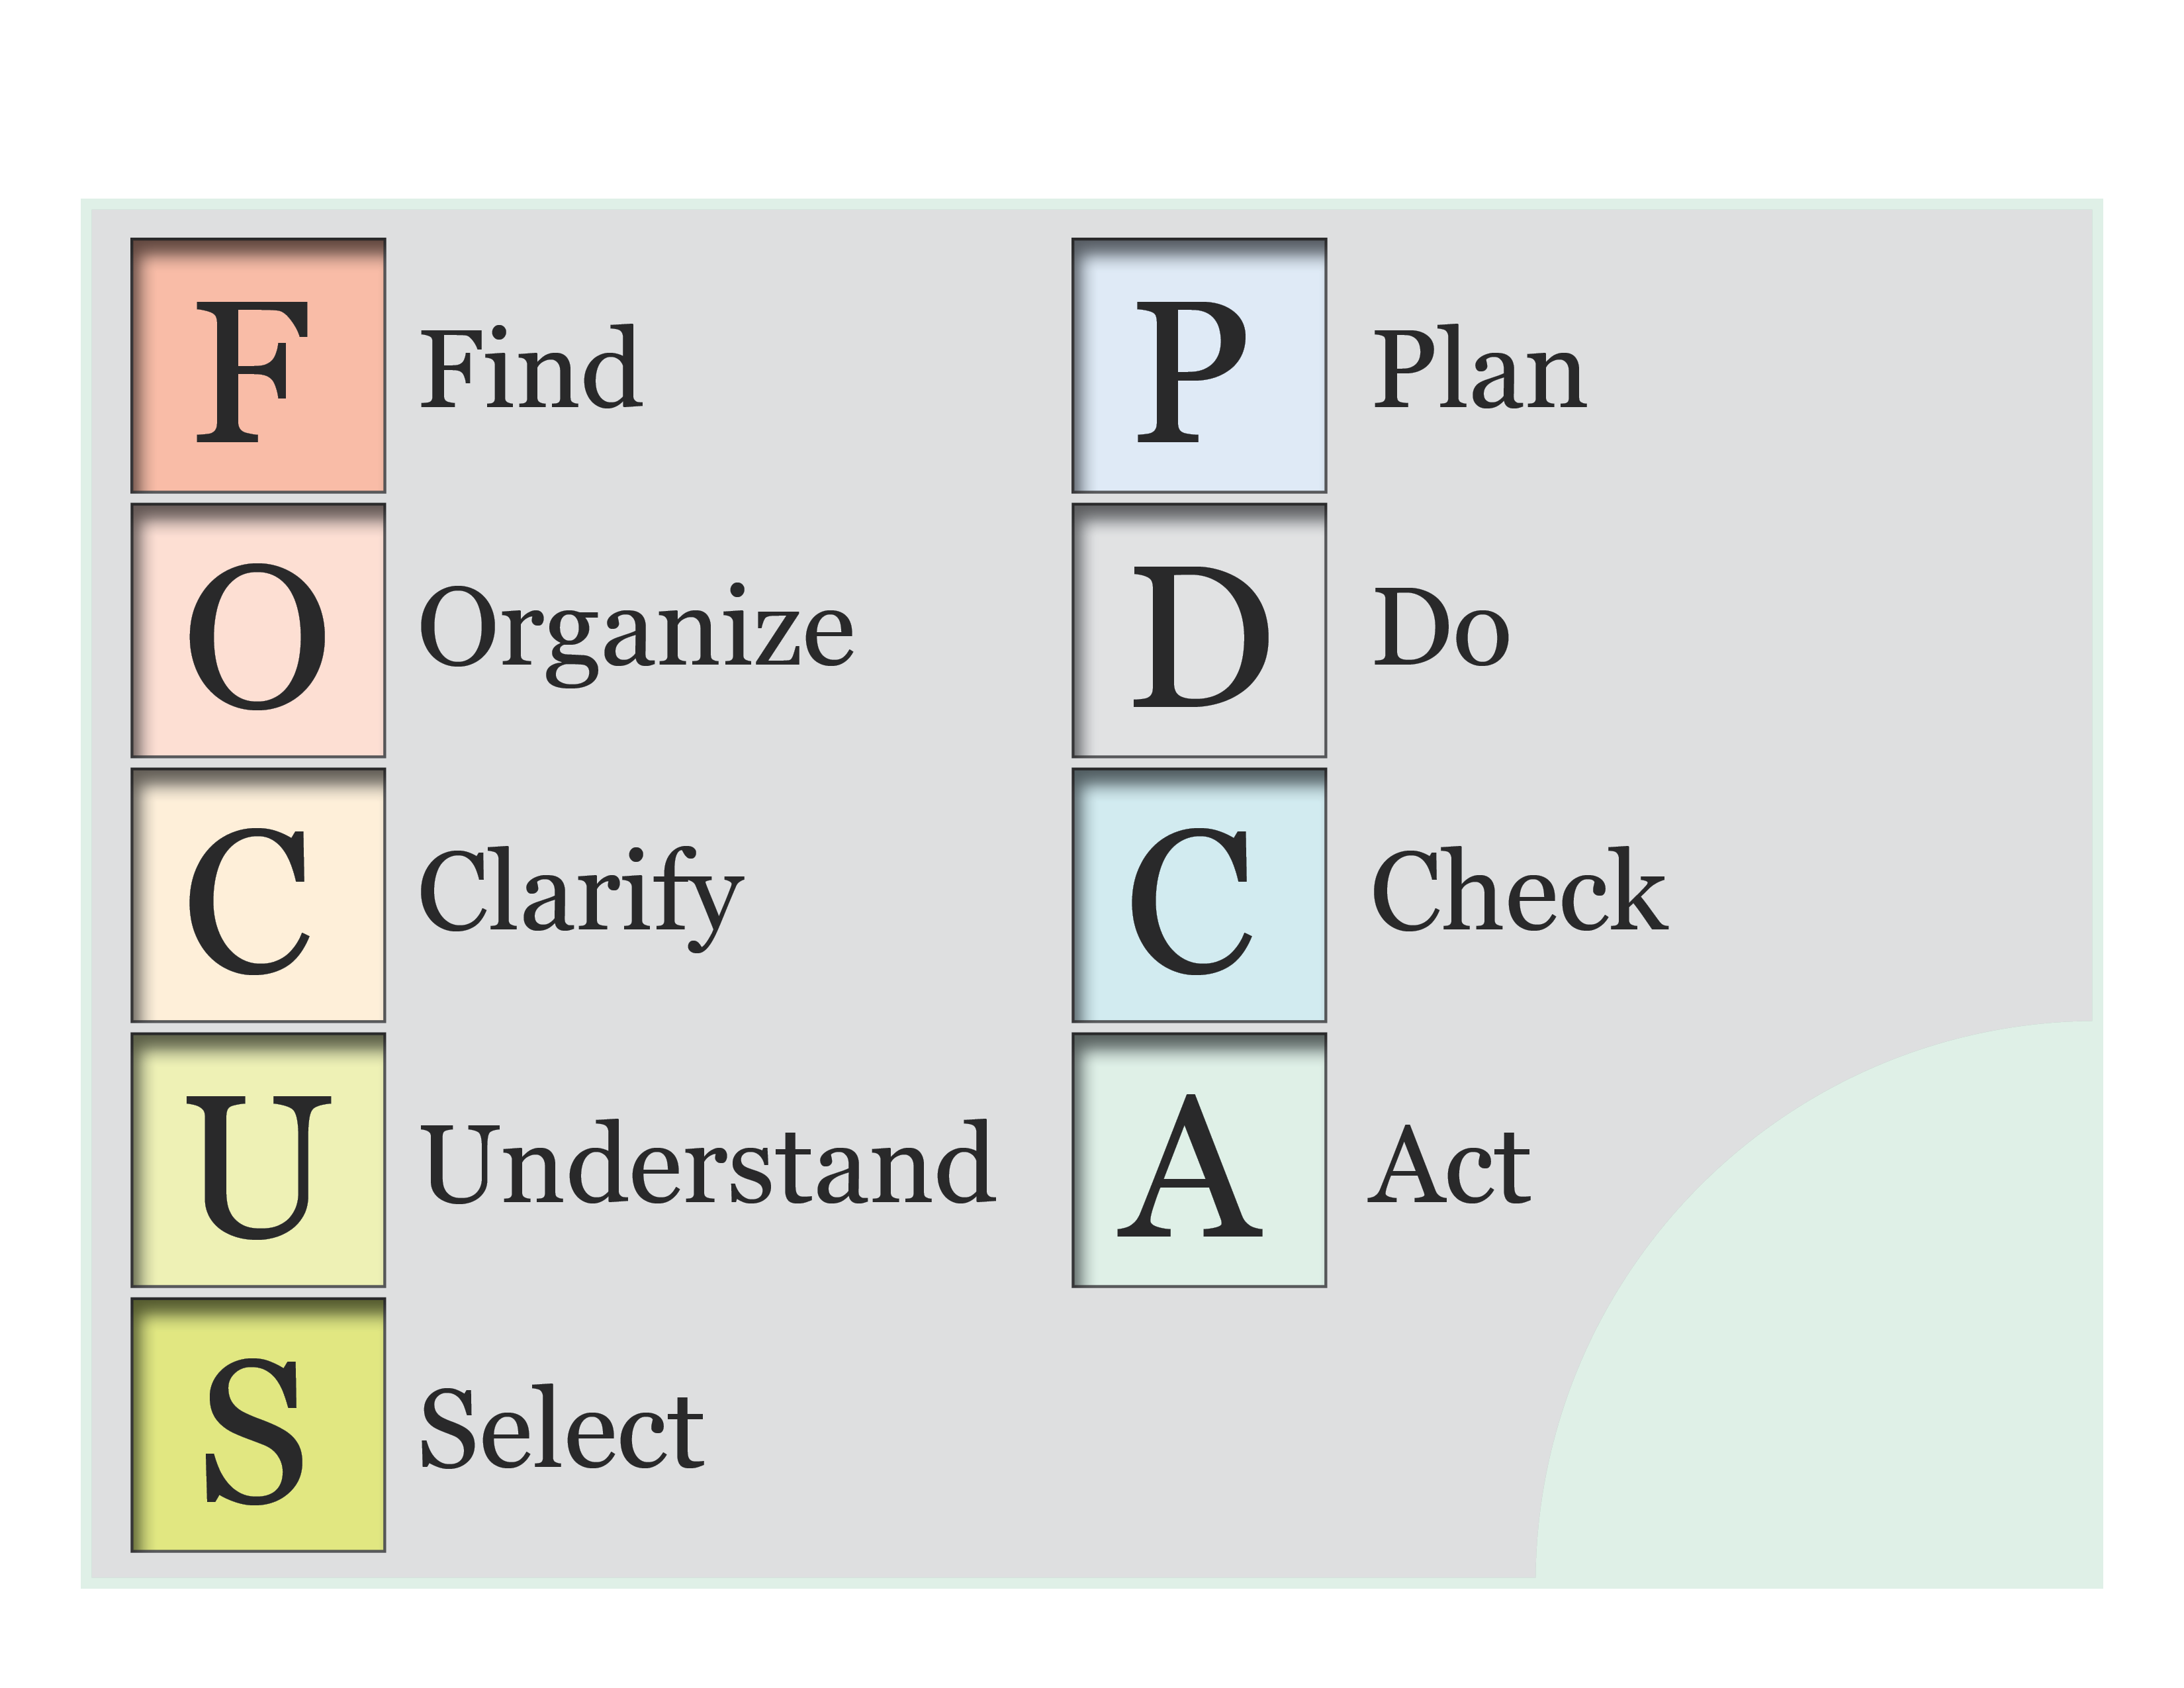 F Find
O Organize
C Clarify
U Understand
S Select
P Plan
D Do
C Check
A Act